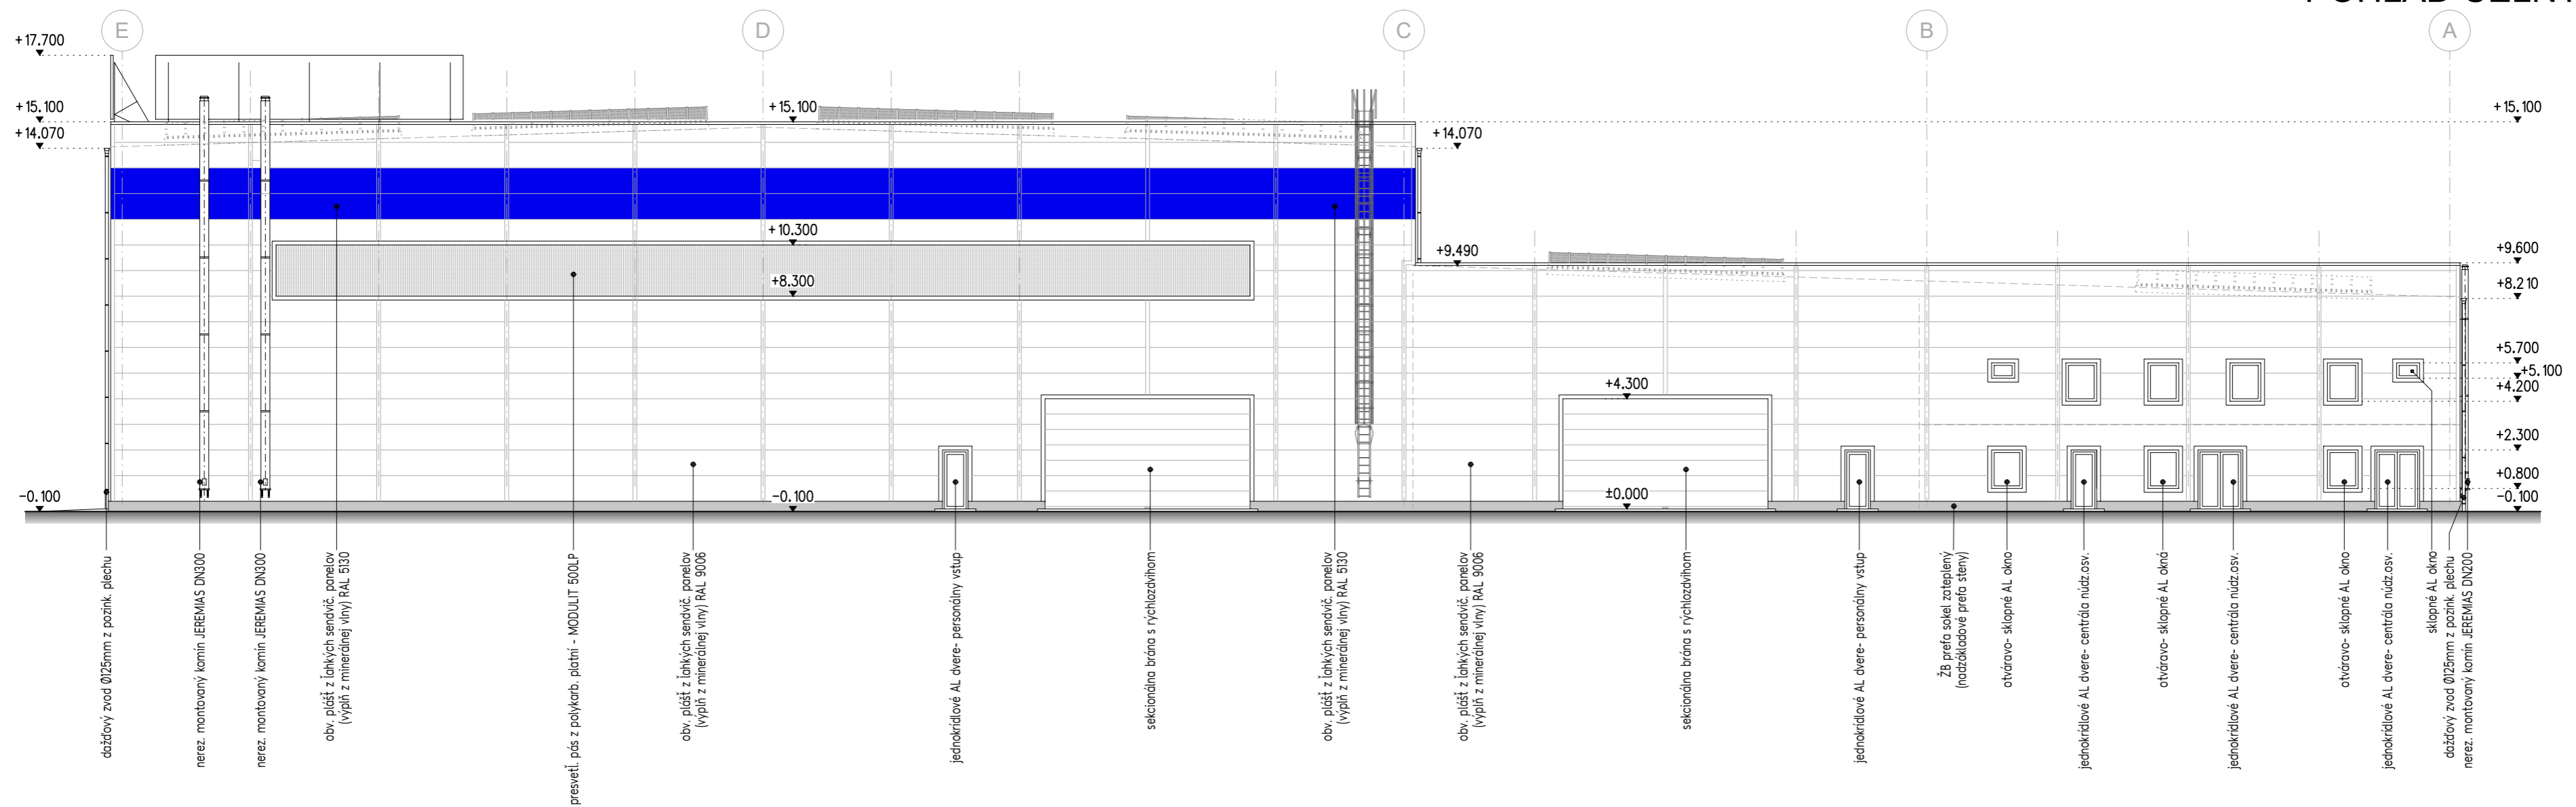 E
D
C
B
A
+17.700
+15.100
+14.070
+15.100
+14.070
+15.100
+10.300
+8.300
+9.490
+9.600
+8.210
+5.700
+5.100
+4.200
+4.300
+2.300
+0.800
-0.100
-0.100
-0.100
±0.000
dažďový zvod Ø125mm z pozink. plechu
nerez. montovaný komín JEREMIAS DN300
nerez. montovaný komín JEREMIAS DN300
obv. plášť z ľahkých sendvič. panelov
(výplň z minerálnej vlny) RAL 5130
presvetl. pás z polykarb. platní - MODULIT 500LP
obv. plášť z ľahkých sendvič. panelov
(výplň z minerálnej vlny) RAL 9006
jednokrídlové AL dvere- personálny vstup
sekcionálna brána s rýchlozdvihom
obv. plášť z ľahkých sendvič. panelov
(výplň z minerálnej vlny) RAL 5130
obv. plášť z ľahkých sendvič. panelov
(výplň z minerálnej vlny) RAL 9006
sekcionálna brána s rýchlozdvihom
jednokrídlové AL dvere- personálny vstup
ŽB prefa sokel zateplený
(nadzákladové prefa steny)
otváravo- sklopné AL okno
jednokrídlové AL dvere- centrála núdz.osv.
otváravo- sklopné AL okná
jednokrídlové AL dvere- centrála núdz.osv.
otváravo- sklopné AL okno
jednokrídlové AL dvere- centrála núdz.osv.
sklopné AL okno
dažďový zvod Ø125mm z pozink. plechu
nerez. montovaný komín JEREMIAS DN200